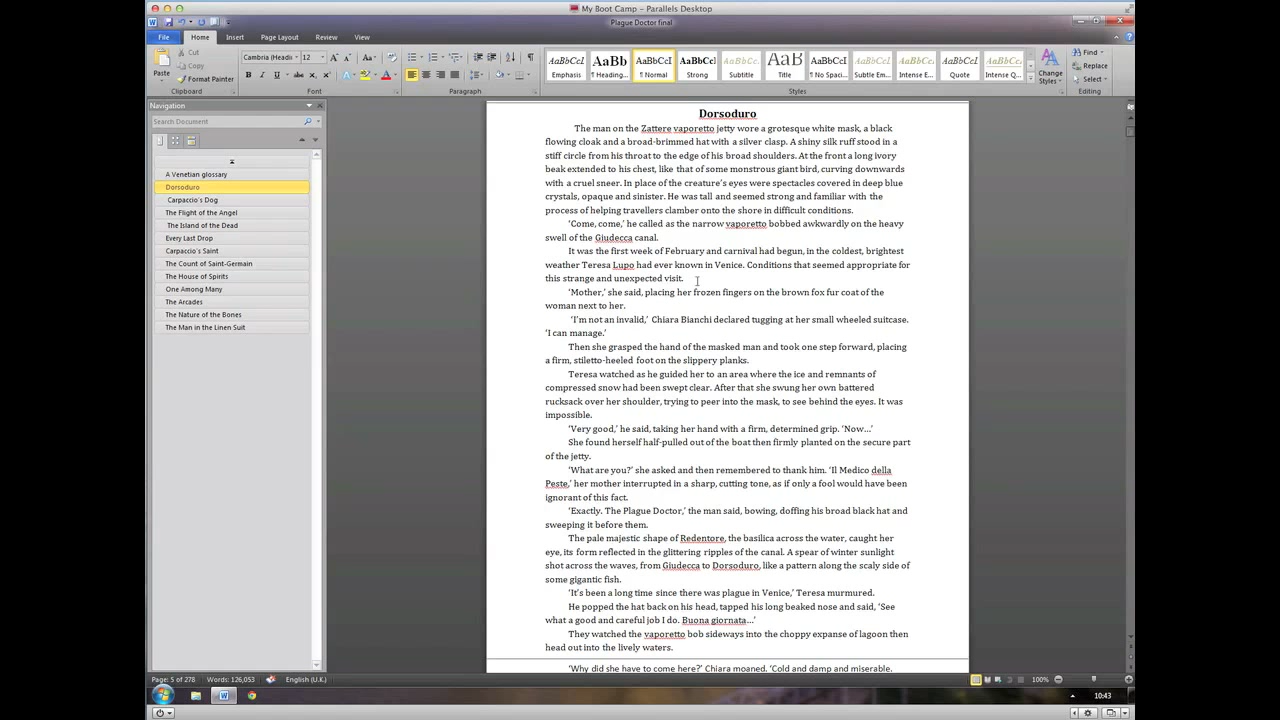 My Boot Camp - Parallels Desktop
Plague Doctor final
File Home Insert Page Layout References Mailings Review View
Cut
Copy
Format Painter
Paste
Clipboard
Cambria (Headi 12
Font
Paragraph
AaBbCcI AaBb AaBbCcI AaBbCcI AaBbCcI AaB AaBbCcI AaBbCcI AaBbCcI AaBbCcI AaBbCcI
Emphasis ¶ Heading... ¶ Normal Strong Subtitle Title ¶ No Spaci... Subtle Em... Intense E... Quote Intense Q...
Styles
Change Styles
Find
Replace
Select
Editing
Navigation
Search Document
A Venetian glossary
Dorsoduro
Carpaccio's Dog
The Flight of the Angel
The Island of the Dead
Every Last Drop
Carpaccio's Saint
The Count of Saint-Germain
The House of Spirits
One Among Many
The Arcades
The Nature of the Bones
The Man in the Linen Suit
Dorsoduro
The man on the Zattere vaporetto jetty wore a grotesque white mask, a black
flowing cloak and a broad-brimmed hat with a silver clasp. A shiny silk ruff stood in a
stiff circle from his throat to the edge of his broad shoulders. At the front a long ivory
beak extended to his chest, like that of some monstrous giant bird, curving downwards
with a cruel sneer. In place of the creature's eyes were spectacles covered in deep blue
crystals, opaque and sinister. He was tall and seemed strong and familiar with the
process of helping travellers clamber onto the shore in difficult conditions.
'Come, come,' he called as the narrow vaporetto bobbed awkwardly on the heavy
swell of the Giudecca canal.
It was the first week of February and carnival had begun, in the coldest, brightest
weather Teresa Lupo had ever known in Venice. Conditions that seemed appropriate for
this strange and unexpected visit.
'Mother,' she said, placing her frozen fingers on the brown fox fur coat of the
woman next to her.
'I'm not an invalid,' Chiara Bianchi declared tugging at her small wheeled suitcase.
'I can manage.'
Then she grasped the hand of the masked man and took one step forward, placing
a firm, stiletto-heeled foot on the slippery planks.
Teresa watched as he guided her to an area where the ice and remnants of
compressed snow had been swept clear. After that she swung her own battered
rucksack over her shoulder, trying to peer into the mask, to see behind the eyes. It was
impossible.
'Very good,' he said, taking her hand with a firm, determined grip. 'Now…'
She found herself half-pulled out of the boat then firmly planted on the secure part
of the jetty.
'What are you?' she asked and then remembered to thank him. 'Il Medico della
Peste,' her mother interrupted in a sharp, cutting tone, as if only a fool would have been
ignorant of this fact.
'Exactly. The Plague Doctor,' the man said, bowing, doffing his broad black hat and
sweeping it before them.
The pale majestic shape of Redentore, the basilica across the water, caught her
eye, its form reflected in the glittering ripples of the canal. A spear of winter sunlight
shot across the waves, from Giudecca to Dorsoduro, like a pattern along the scaly side of
some gigantic fish.
'It's been a long time since there was plague in Venice,' Teresa murmured.
He popped the hat back on his head, tapped his long beaked nose and said, 'See
what a good and careful job I do. Buona giornata…'
They watched the vaporetto bob sideways into the choppy expanse of lagoon then
head out into the lively waters.
'Why did she have to come here?' Chiara moaned. 'Cold and damp and miserable.
Page: 5 of 278 Words: 126,053 English (U.K.) 100%
10:43